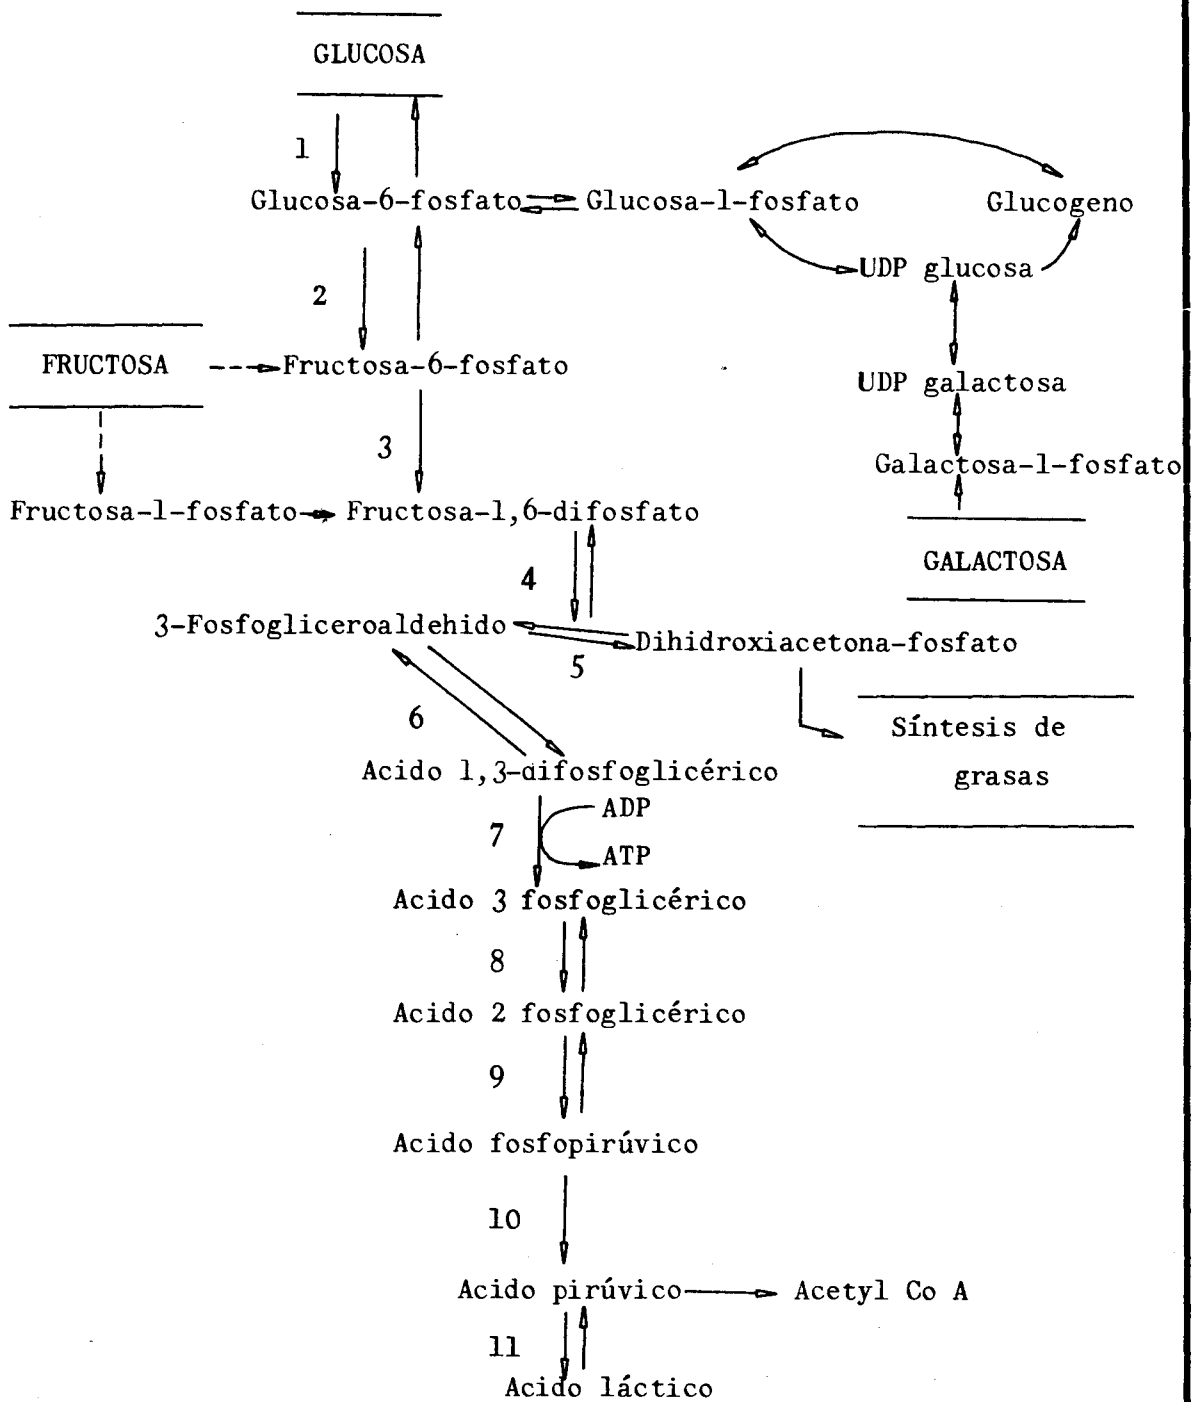 GLUCOSA
1
Glucosa-6-fosfato
Glucosa-1-fosfato
Glucogeno
UDP glucosa
2
FRUCTOSA
Fructosa-6-fosfato
UDP galactosa
3
Galactosa-1-fosfato
Fructosa-1-fosfato
Fructosa-1,6-difosfato
GALACTOSA
4
3-Fosfogliceroaldehido
Dihidroxiacetona-fosfato
5
6
Síntesis de
grasas
Acido 1,3-difosfoglicérico
ADP
7
ATP
Acido 3 fosfoglicérico
8
Acido 2 fosfoglicérico
9
Acido fosfopirúvico
10
Acido pirúvico
Acetyl Co A
11
Acido láctico